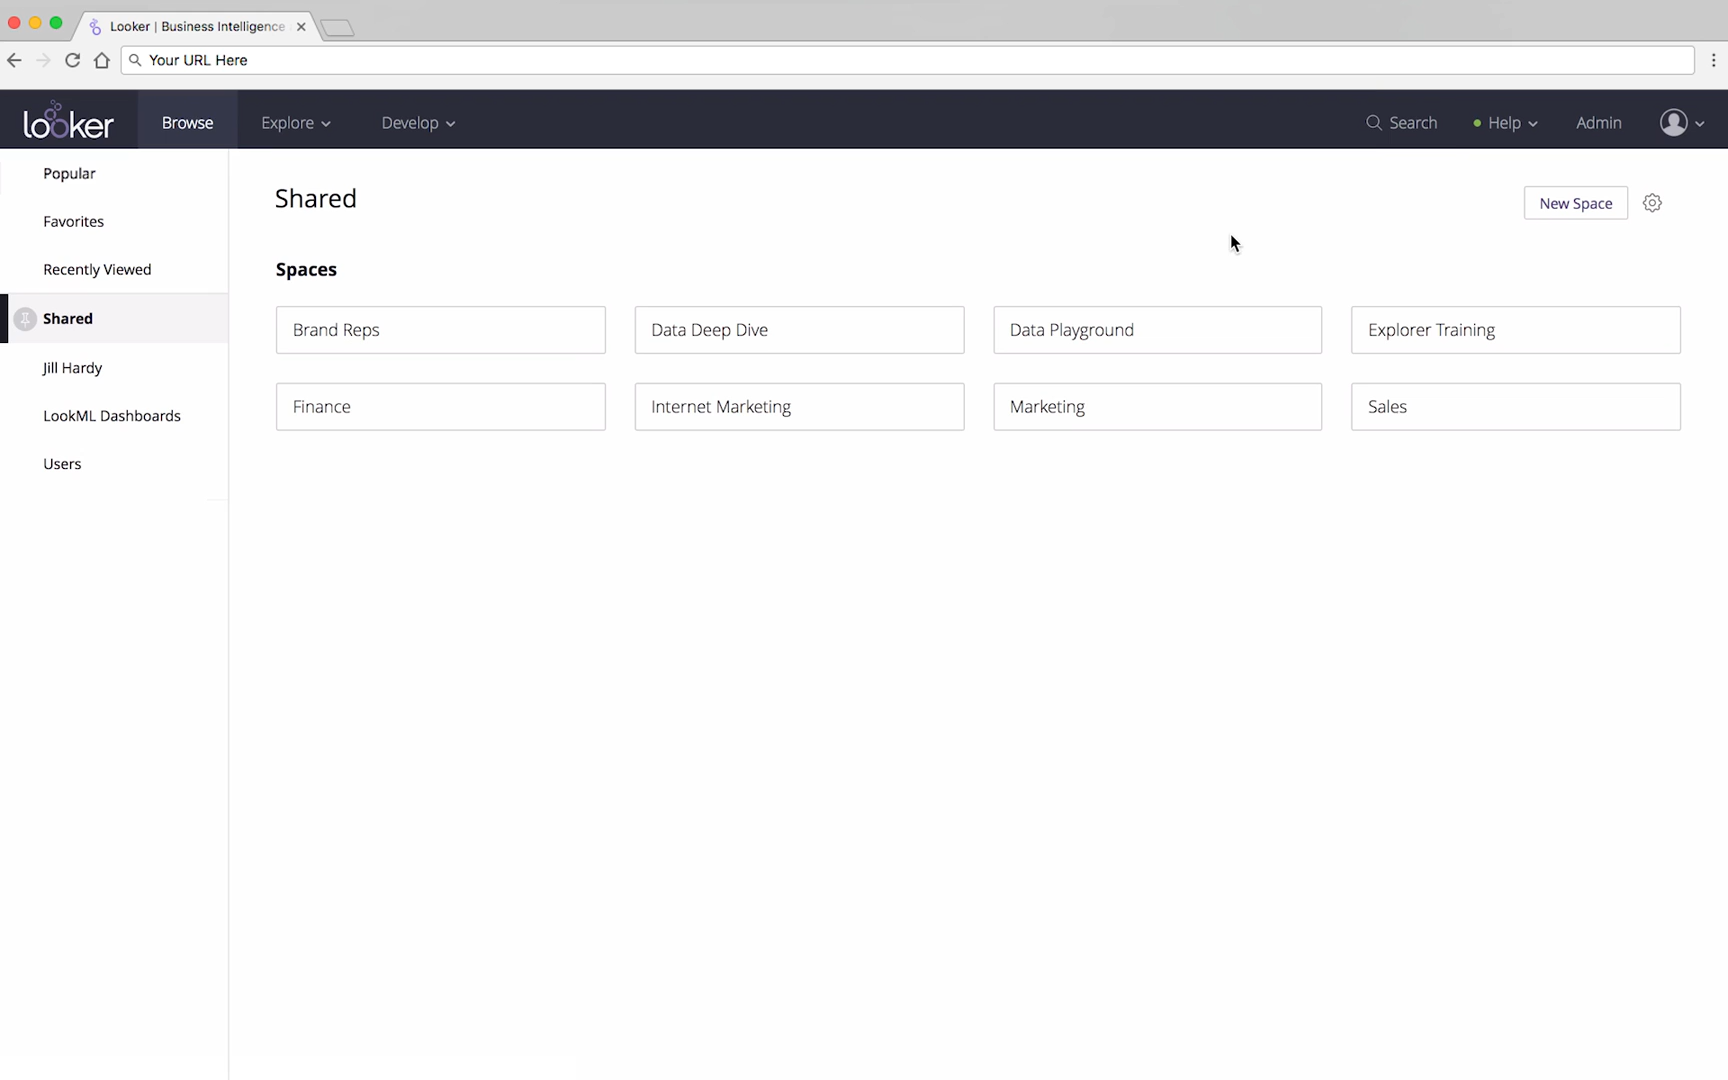 Looker | Business Intelligence
Your URL Here
looker
Browse
Explore
Develop
Search
Help
Admin
Popular
Favorites
Recently Viewed
Shared
Jill Hardy
LookML Dashboards
Users
Shared
New Space
Spaces
Brand Reps
Data Deep Dive
Data Playground
Explorer Training
Finance
Internet Marketing
Marketing
Sales